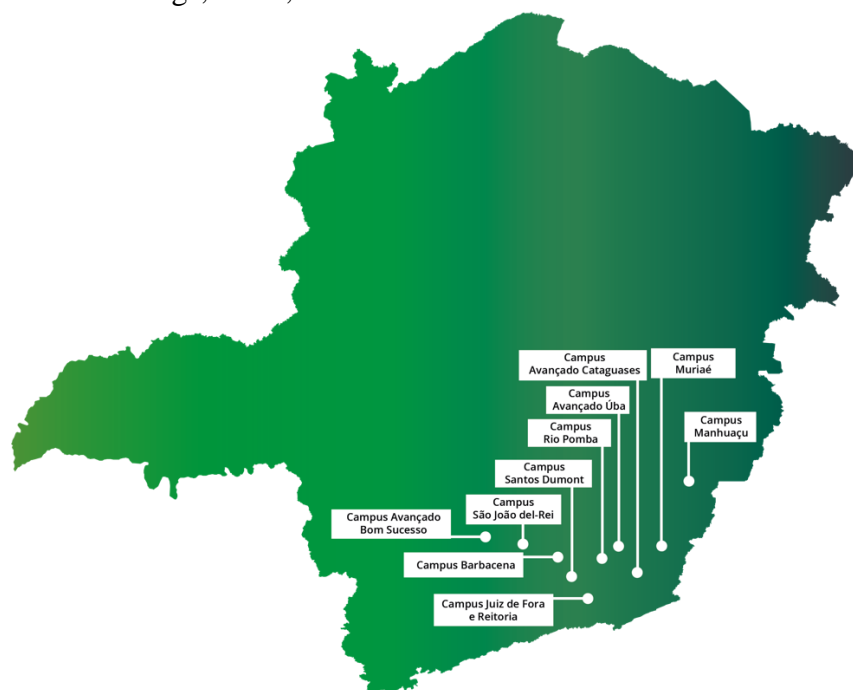 Campus
Avançado Cataguases
Campus
Muriaé
Campus
Avançado Úba
Campus
Manhuaçu
Campus
Rio Pomba
Campus
Santos Dumont
Campus
São João del-Rei
Campus Avançado
Bom Sucesso
Campus Barbacena
Campus Juiz de Fora
e Reitoria